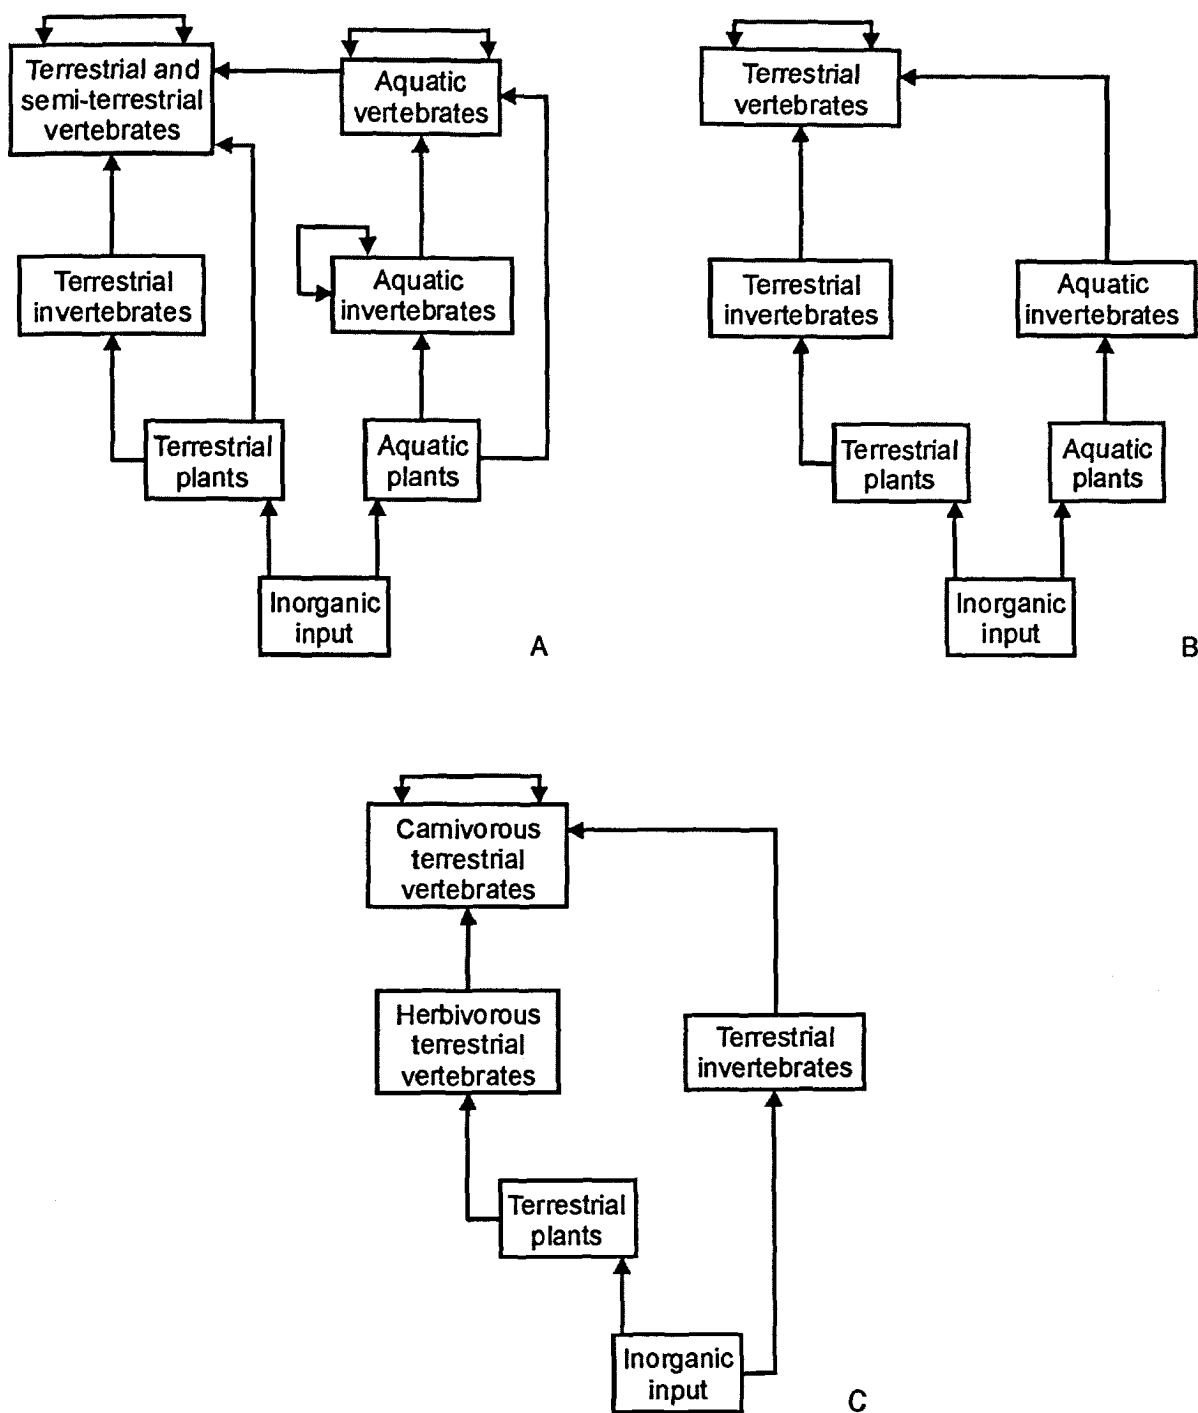 Terrestrial and
semi-terrestrial
vertebrates
Aquatic
vertebrates
Terrestrial
invertebrates
Aquatic
invertebrates
Terrestrial
plants
Aquatic
plants
Inorganic
input
A
Terrestrial
vertebrates
Terrestrial
invertebrates
Aquatic
invertebrates
Terrestrial
plants
Aquatic
plants
Inorganic
input
B
Carnivorous
terrestrial
vertebrates
Herbivorous
terrestrial
vertebrates
Terrestrial
invertebrates
Terrestrial
plants
Inorganic
input
C